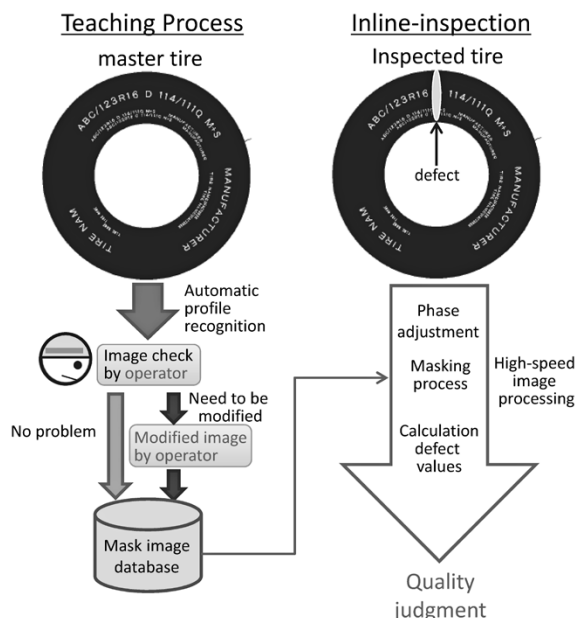 Teaching Process
master tire
ABC/123R16 D 114/111Q M+S
MANUFACTURER
TIRE NAM
Automatic
profile
recognition
Image check
by operator
Need to be
modified
No problem
Modified image
by operator
Mask image
database
Inline-inspection
Inspected tire
ABC/123R16 D 114/111Q M+S
MANUFACTURER
TIRE NAM
defect
Phase
adjustment
Masking
process
Calculation
defect
values
High-speed
image
processing
Quality
judgment